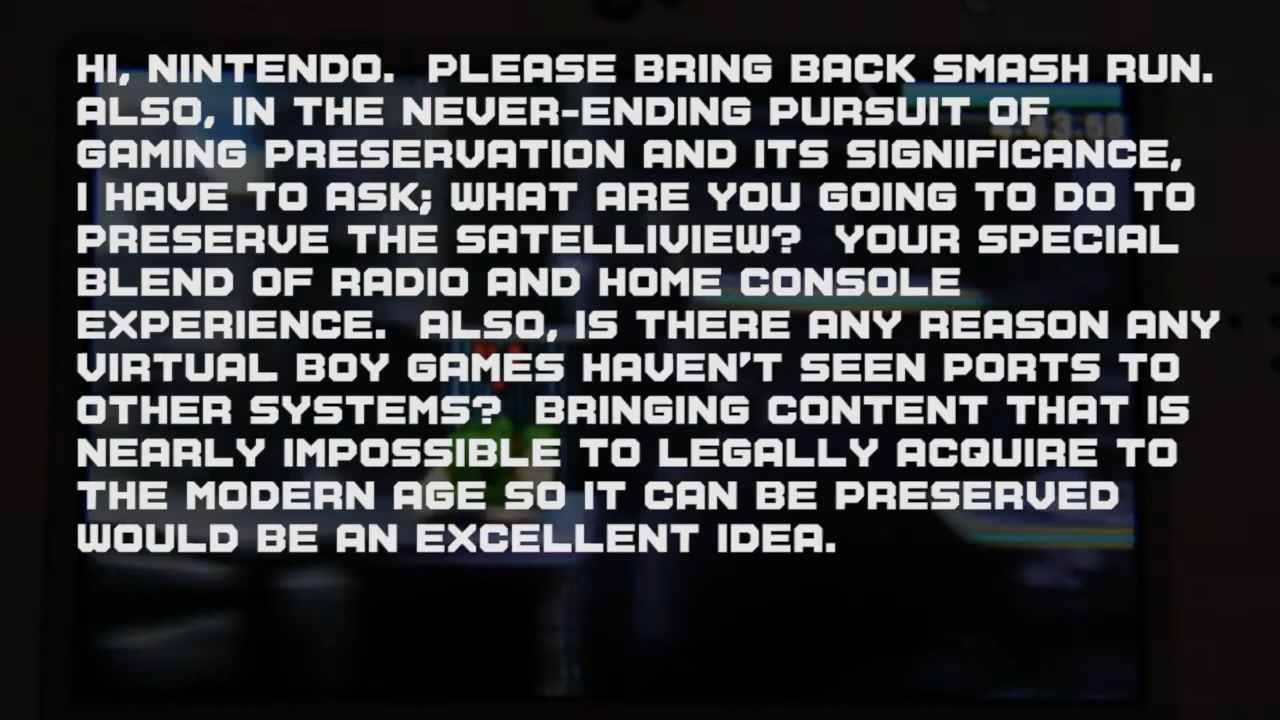 HI, NINTENDO.  PLEASE BRING BACK SMASH RUN.
ALSO, IN THE NEVER-ENDING PURSUIT OF
GAMING PRESERVATION AND ITS SIGNIFICANCE,
I HAVE TO ASK; WHAT ARE YOU GOING TO DO TO
PRESERVE THE SATELLIVIEW?  YOUR SPECIAL
BLEND OF RADIO AND HOME CONSOLE
EXPERIENCE.  ALSO, IS THERE ANY REASON ANY
VIRTUAL BOY GAMES HAVEN'T SEEN PORTS TO
OTHER SYSTEMS?  BRINGING CONTENT THAT IS
NEARLY IMPOSSIBLE TO LEGALLY ACQUIRE TO
THE MODERN AGE SO IT CAN BE PRESERVED
WOULD BE AN EXCELLENT IDEA.